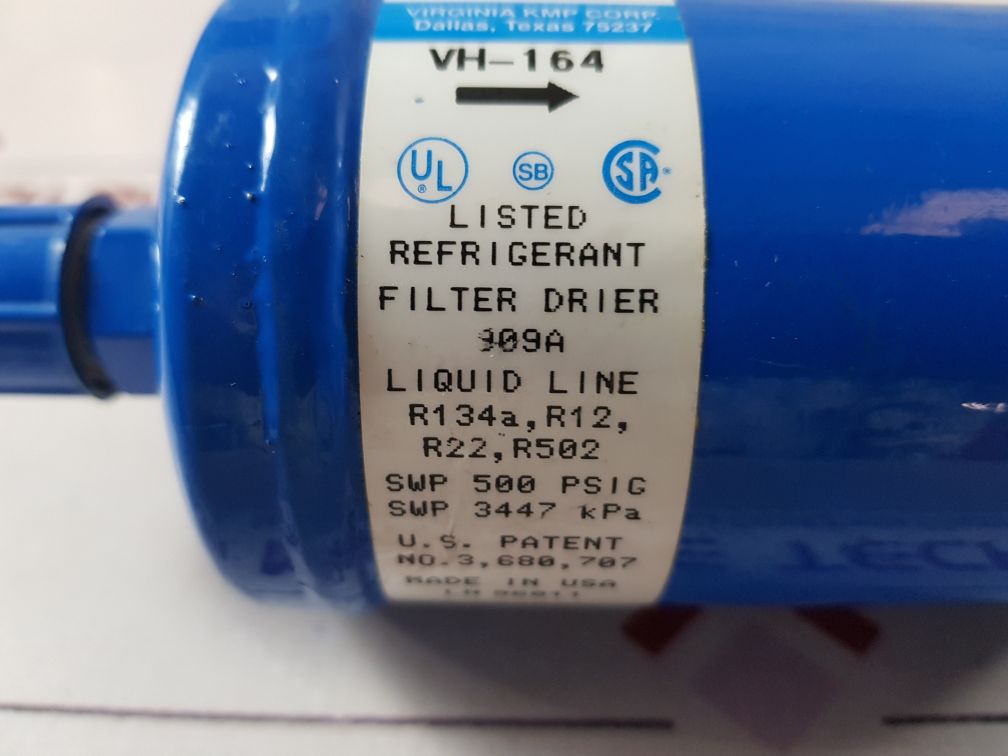 VIRGINIA KMP CORP.
Dallas, Texas 75237
VH-164
UL ® SB SA ®
LISTED
REFRIGERANT
FILTER DRIER
909A
LIQUID LINE
R134a,R12,
R22,R502
SWP 500 PSIG
SWP 3447 kPa
U.S. PATENT
NO.3,680,707
MADE IN USA